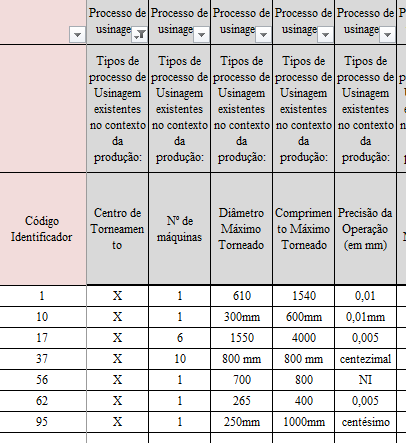 Processo de usinage Processo de usinage Processo de usinage Processo de usinage Processo de usinage
Tipos de processo de Usinagem existentes no contexto da produção: Tipos de processo de Usinagem existentes no contexto da produção: Tipos de processo de Usinagem existentes no contexto da produção: Tipos de processo de Usinagem existentes no contexto da produção: Tipos de processo de Usinagem existentes no contexto da produção:
Código Identificador Centro de Torneamen to Nº de máquinas Diâmetro Máximo Torneado Comprimen to Máximo Torneado Precisão da Operação (em mm)
1 X 1 610 1540 0,01
10 X 1 300mm 600mm 0,01mm
17 X 6 1550 4000 0,005
37 X 10 800 mm 800 mm centezimal
56 X 1 700 800 NI
62 X 1 265 400 0,005
95 X 1 250mm 1000mm centésimo